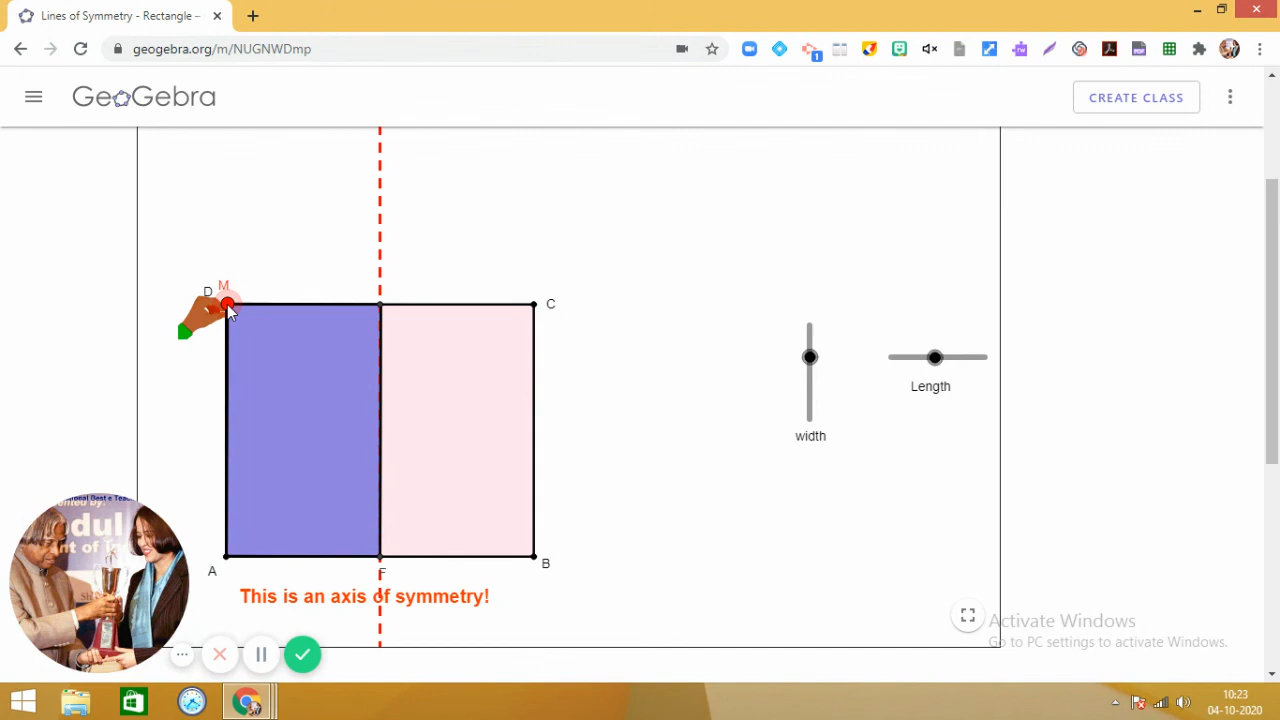 Lines of Symmetry - Rectangle –
geogebra.org/m/NUGNWDmp
1
GeoGebra
CREATE CLASS
M
D
C
Length
width
A
F
B
This is an axis of symmetry!
Activate Windows
Go to PC settings to activate Windows.
10:23
04-10-2020